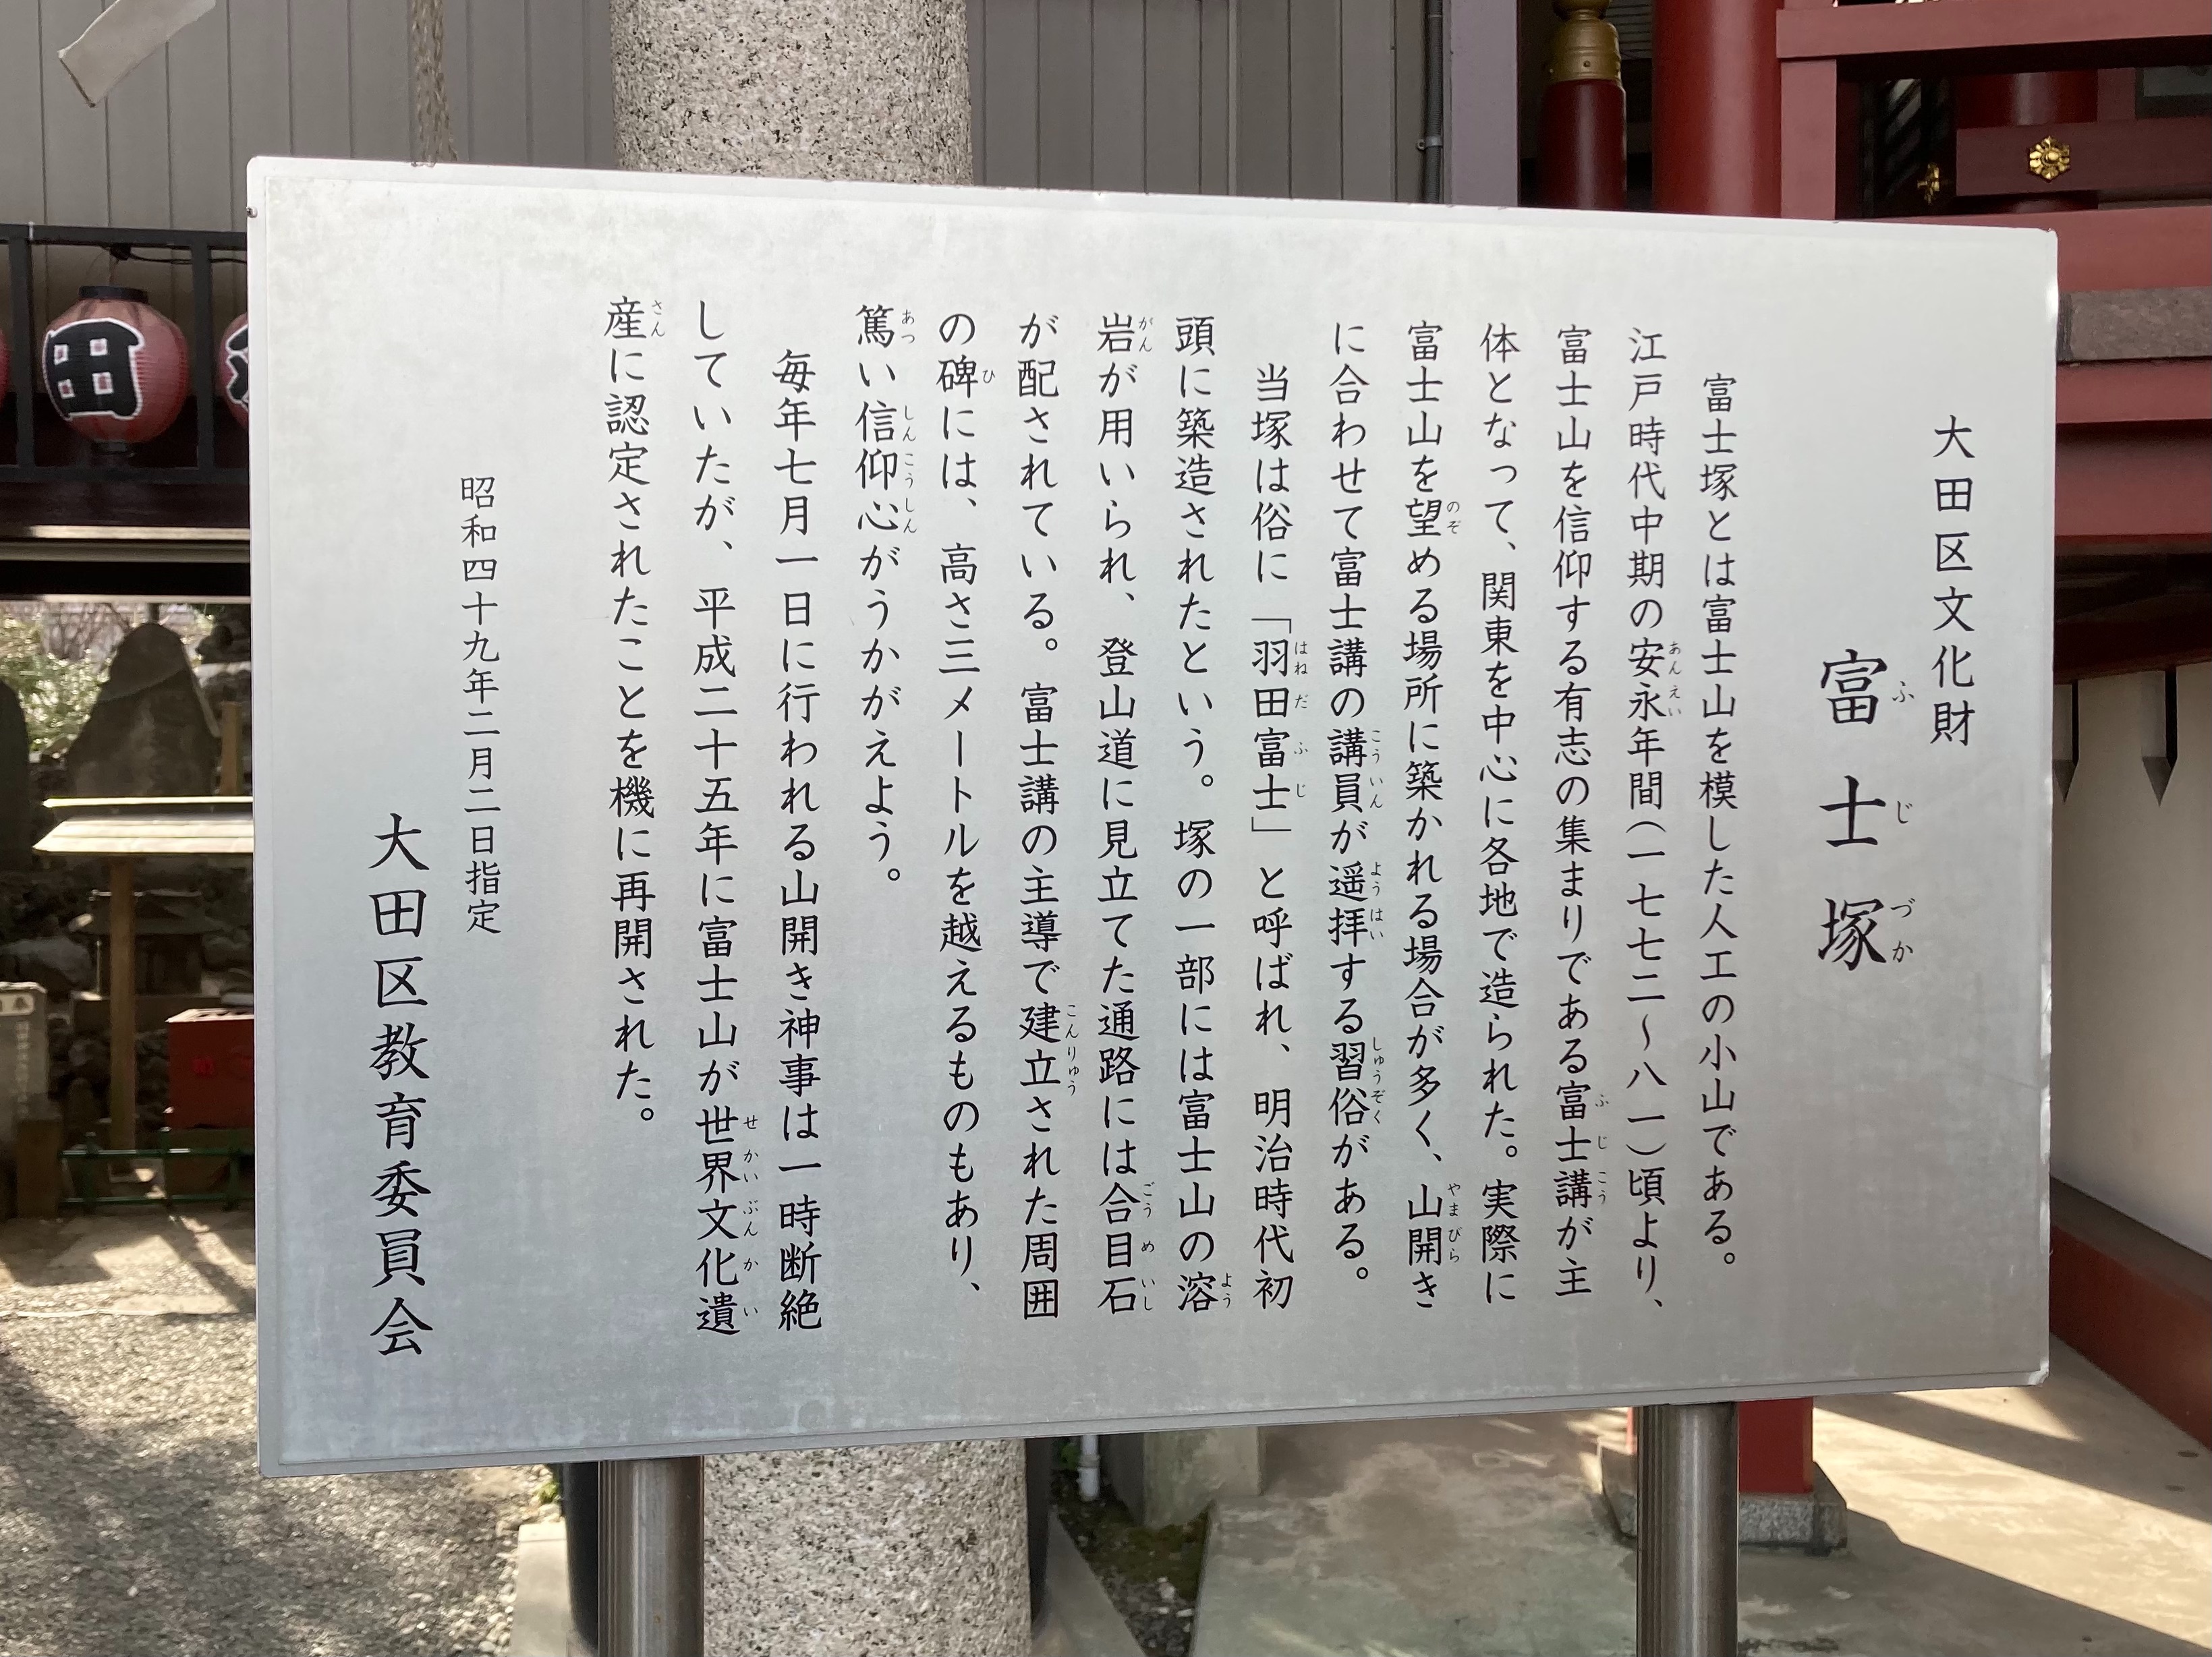 大田区文化財
富士塚
富士塚とは富士山を模した人工の小山である。
江戸時代中期の安永年間(一七七二〜八一)頃より、
富士山を信仰する有志の集まりである富士講が主
体となって、関東を中心に各地で造られた。実際に
富士山を望める場所に築かれる場合が多く、山開き
に合わせて富士講の講員が遥拝する習俗がある。
当塚は俗に「羽田富士」と呼ばれ、明治時代初
頭に築造されたという。塚の一部には富士山の溶
岩が用いられ、登山道に見立てた通路には合目石
が配されている。富士講の主導で建立された周囲
の碑には、高さ三メートルを越えるものもあり、
篤い信仰心がうかがえよう。
毎年七月一日に行われる山開き神事は一時断絶
していたが、平成二十五年に富士山が世界文化遺
産に認定されたことを機に再開された。
昭和四十九年二月二日指定
大田区教育委員会
田